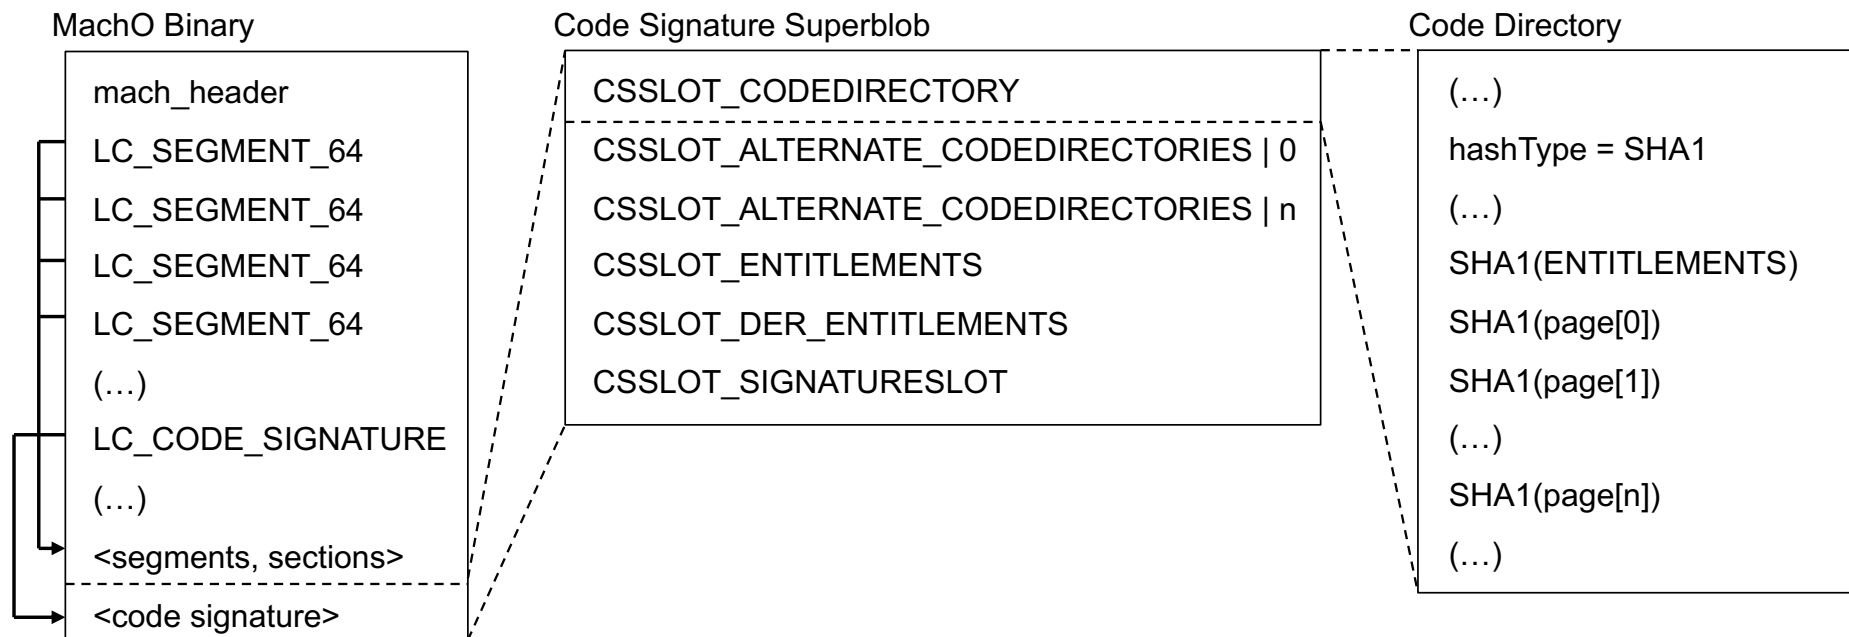 MachO Binary
mach_header
LC_SEGMENT_64
LC_SEGMENT_64
LC_SEGMENT_64
LC_SEGMENT_64
(…)
LC_CODE_SIGNATURE
(…)
<segments, sections>
<code signature>
Code Signature Superblob
CSSLOT_CODEDIRECTORY
CSSLOT_ALTERNATE_CODEDIRECTORIES | 0
CSSLOT_ALTERNATE_CODEDIRECTORIES | n
CSSLOT_ENTITLEMENTS
CSSLOT_DER_ENTITLEMENTS
CSSLOT_SIGNATURESLOT
Code Directory
(…)
hashType = SHA1
(…)
SHA1(ENTITLEMENTS)
SHA1(page[0])
SHA1(page[1])
(…)
SHA1(page[n])
(…)